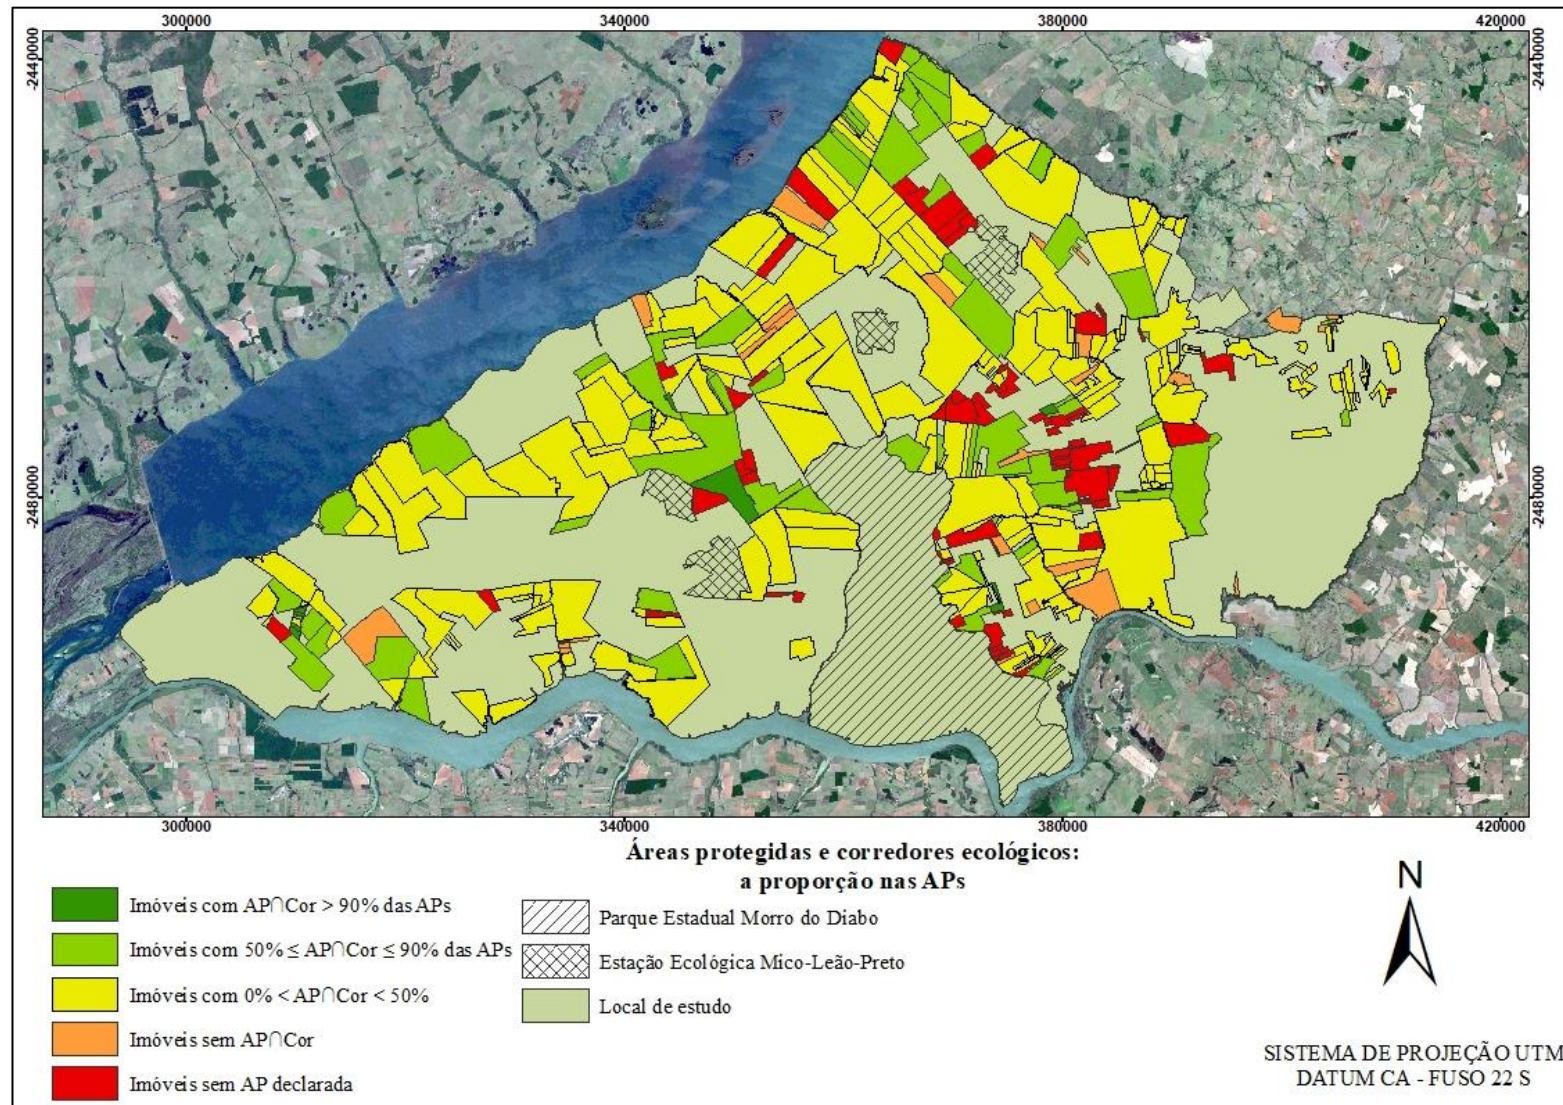 300000 340000 380000 420000
-2440000 -2440000
-2480000 -2480000
300000 340000 380000 420000
Áreas protegidas e corredores ecológicos:
a proporção nas APs
Imóveis com AP∩Cor > 90% das APs
Imóveis com 50% ≤ AP∩Cor ≤ 90% das APs
Imóveis com 0% < AP∩Cor < 50%
Imóveis sem AP∩Cor
Imóveis sem AP declarada
Parque Estadual Morro do Diabo
Estação Ecológica Mico-Leão-Preto
Local de estudo
N
SISTEMA DE PROJEÇÃO UTM
DATUM CA - FUSO 22 S